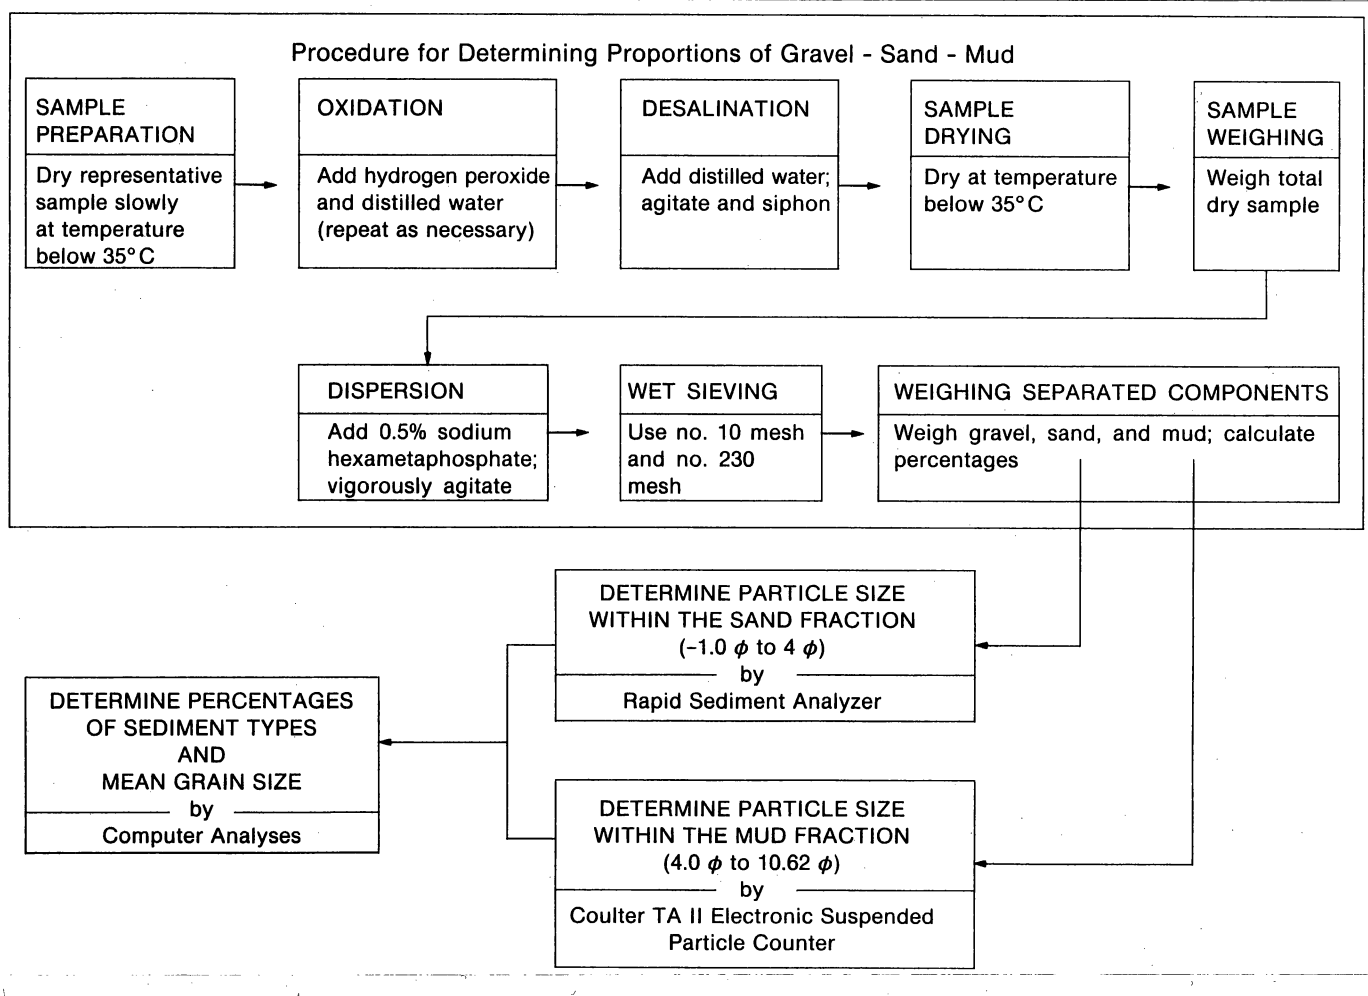 Procedure for Determining Proportions of Gravel - Sand - Mud
SAMPLE
PREPARATION
Dry representative
sample slowly
at temperature
below 35°C
OXIDATION
Add hydrogen peroxide
and distilled water
(repeat as necessary)
DESALINATION
Add distilled water;
agitate and siphon
SAMPLE
DRYING
Dry at temperature
below 35°C
SAMPLE
WEIGHING
Weigh total
dry sample
DISPERSION
Add 0.5% sodium
hexametaphosphate;
vigorously agitate
WET SIEVING
Use no. 10 mesh
and no. 230
mesh
WEIGHING SEPARATED COMPONENTS
Weigh gravel, sand, and mud; calculate
percentages
DETERMINE PARTICLE SIZE
WITHIN THE SAND FRACTION
(-1.0 ϕ to 4 ϕ)
by
Rapid Sediment Analyzer
DETERMINE PARTICLE SIZE
WITHIN THE MUD FRACTION
(4.0 ϕ to 10.62 ϕ)
by
Coulter TA II Electronic Suspended
Particle Counter
DETERMINE PERCENTAGES
OF SEDIMENT TYPES
AND
MEAN GRAIN SIZE
by
Computer Analyses